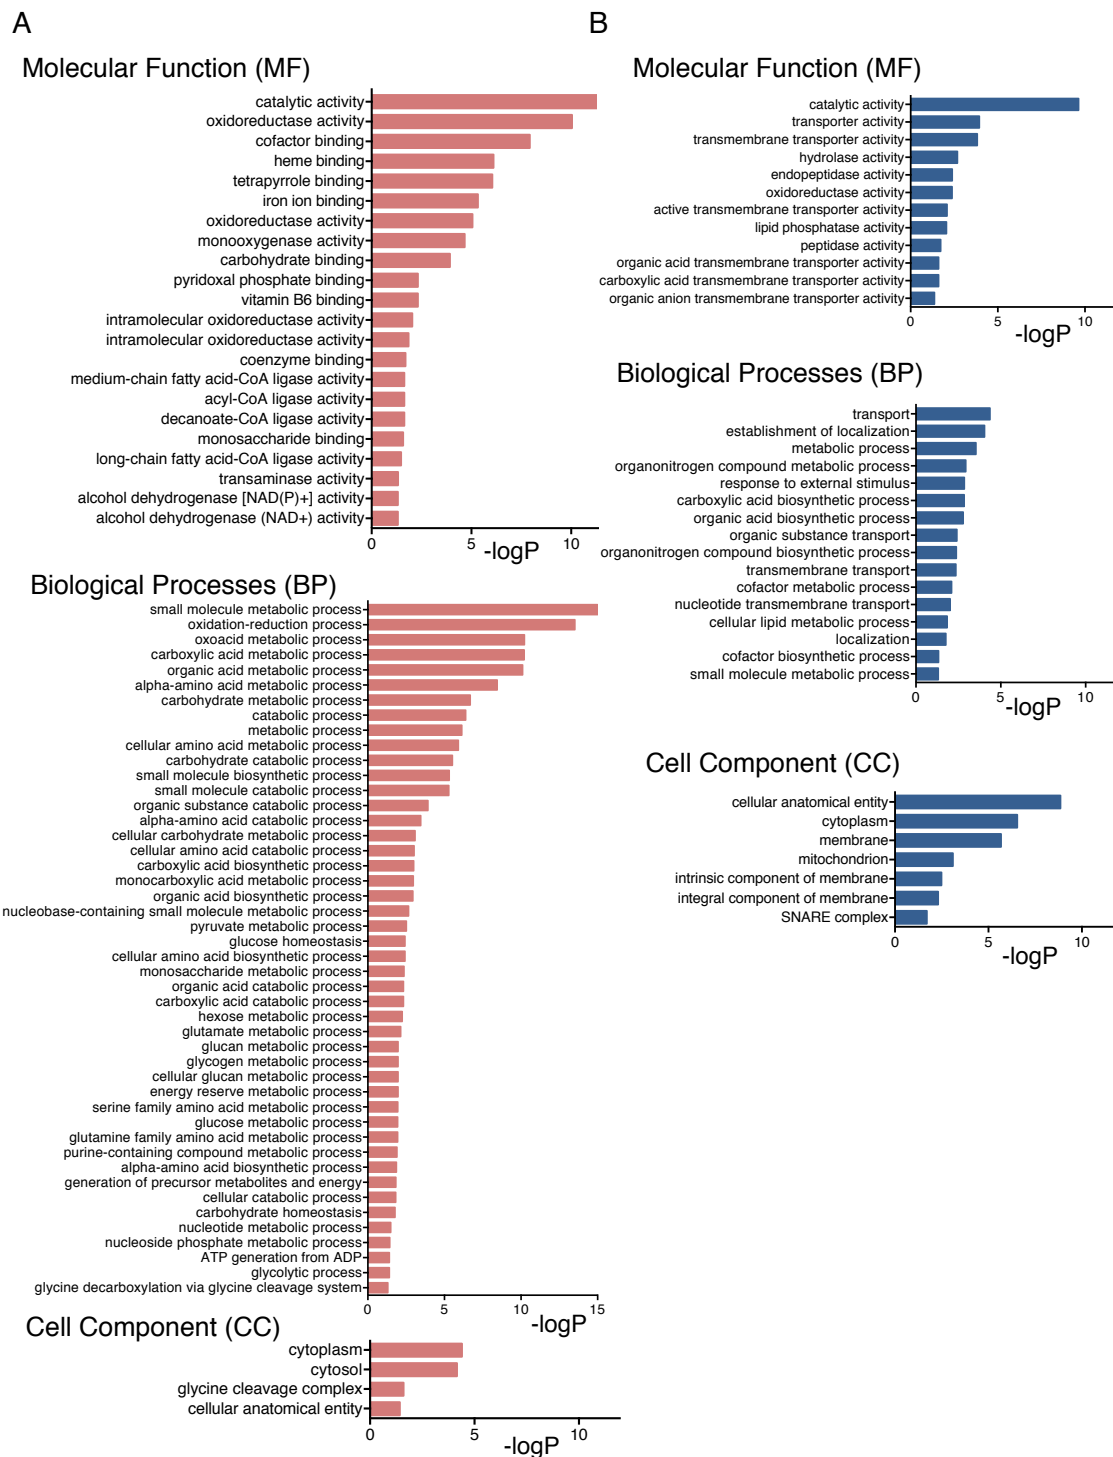 A
Molecular Function (MF)
catalytic activity
oxidoreductase activity
cofactor binding
heme binding
tetrapyrrole binding
iron ion binding
oxidoreductase activity
monooxygenase activity
carbohydrate binding
pyridoxal phosphate binding
vitamin B6 binding
intramolecular oxidoreductase activity
intramolecular oxidoreductase activity
coenzyme binding
medium-chain fatty acid-CoA ligase activity
acyl-CoA ligase activity
decanoate-CoA ligase activity
monosaccharide binding
long-chain fatty acid-CoA ligase activity
transaminase activity
alcohol dehydrogenase [NAD(P)+] activity
alcohol dehydrogenase (NAD+) activity
0 5 10
-logP
Biological Processes (BP)
small molecule metabolic process
oxidation-reduction process
oxoacid metabolic process
carboxylic acid metabolic process
organic acid metabolic process
alpha-amino acid metabolic process
carbohydrate metabolic process
catabolic process
metabolic process
cellular amino acid metabolic process
carbohydrate catabolic process
small molecule biosynthetic process
small molecule catabolic process
organic substance catabolic process
alpha-amino acid catabolic process
cellular carbohydrate metabolic process
cellular amino acid catabolic process
carboxylic acid biosynthetic process
monocarboxylic acid metabolic process
organic acid biosynthetic process
nucleobase-containing small molecule metabolic process
pyruvate metabolic process
glucose homeostasis
cellular amino acid biosynthetic process
monosaccharide metabolic process
organic acid catabolic process
carboxylic acid catabolic process
hexose metabolic process
glutamate metabolic process
glucan metabolic process
glycogen metabolic process
cellular glucan metabolic process
energy reserve metabolic process
serine family amino acid metabolic process
glucose metabolic process
glutamine family amino acid metabolic process
purine-containing compound metabolic process
alpha-amino acid biosynthetic process
generation of precursor metabolites and energy
cellular catabolic process
carbohydrate homeostasis
nucleotide metabolic process
nucleoside phosphate metabolic process
ATP generation from ADP
glycolytic process
glycine decarboxylation via glycine cleavage system
0 5 10 15
-logP
Cell Component (CC)
cytoplasm
cytosol
glycine cleavage complex
cellular anatomical entity
0 5 10
-logP
B
Molecular Function (MF)
catalytic activity
transporter activity
transmembrane transporter activity
hydrolase activity
endopeptidase activity
oxidoreductase activity
active transmembrane transporter activity
lipid phosphatase activity
peptidase activity
organic acid transmembrane transporter activity
carboxylic acid transmembrane transporter activity
organic anion transmembrane transporter activity
0 5 10
-logP
Biological Processes (BP)
transport
establishment of localization
metabolic process
organonitrogen compound metabolic process
response to external stimulus
carboxylic acid biosynthetic process
organic acid biosynthetic process
organic substance transport
organonitrogen compound biosynthetic process
transmembrane transport
cofactor metabolic process
nucleotide transmembrane transport
cellular lipid metabolic process
localization
cofactor biosynthetic process
small molecule metabolic process
0 5 10
-logP
Cell Component (CC)
cellular anatomical entity
cytoplasm
membrane
mitochondrion
intrinsic component of membrane
integral component of membrane
SNARE complex
0 5 10
-logP